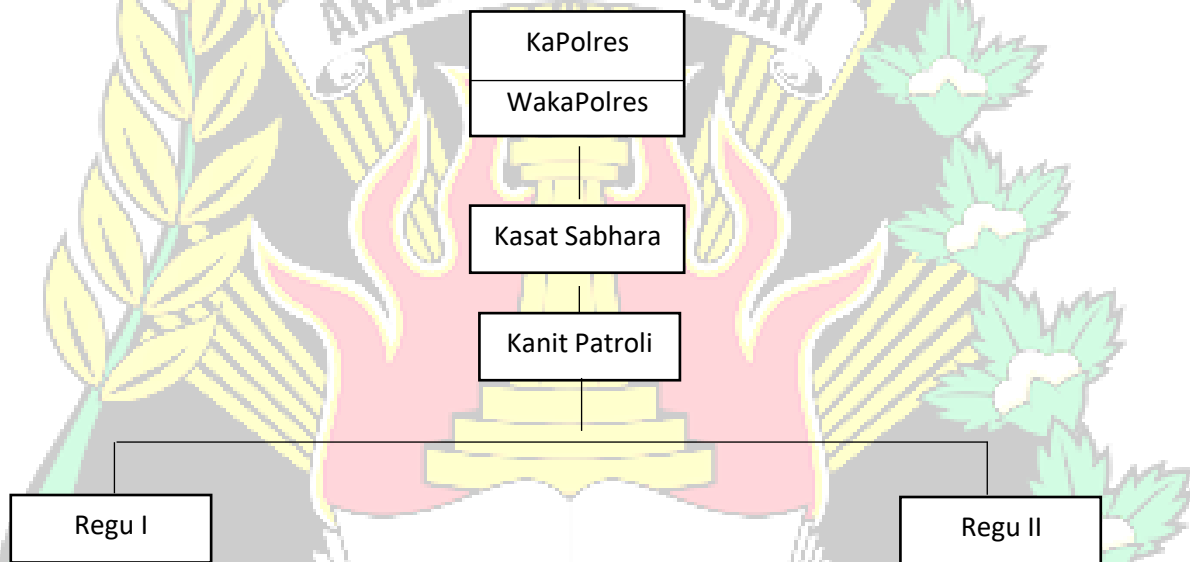 KaPolres
WakaPolres
Kasat Sabhara
Kanit Patroli
Regu I
Regu II